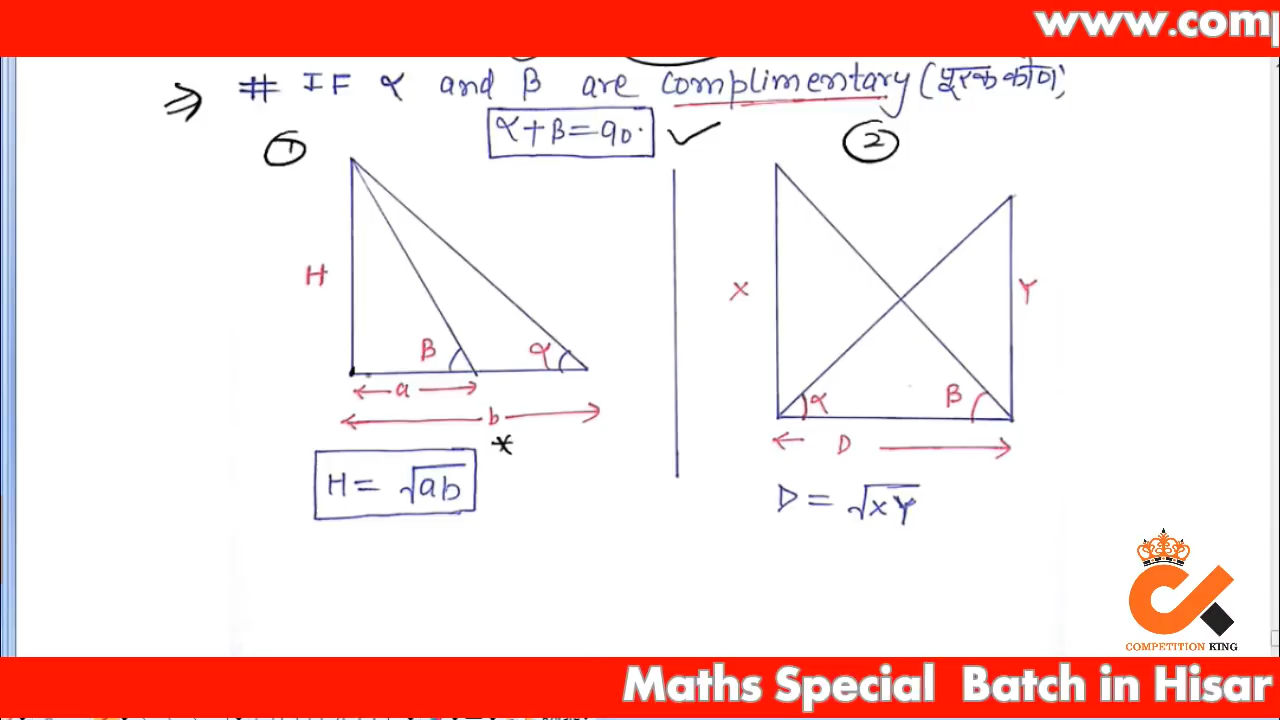 www.comp
⇒ # IF α and β are complimentary (पूरक कोण)
α+β=90°
① ②
H X Y
β α
α β
a
D
b
*
H = √ab
D = √XY
COMPETITION KING
Maths Special Batch in Hisar